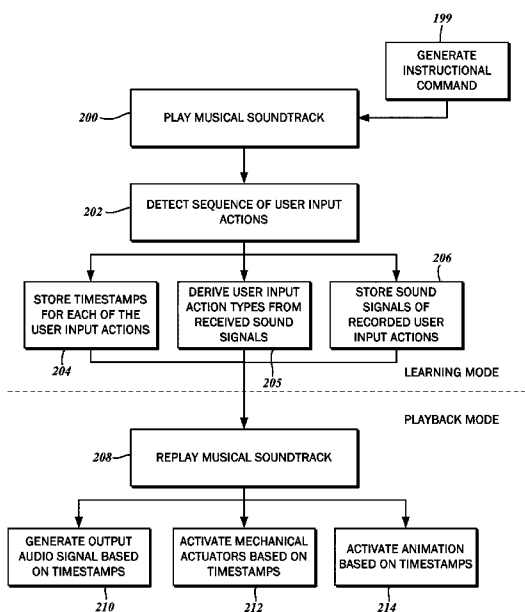 199
GENERATE
INSTRUCTIONAL
COMMAND
200
PLAY MUSICAL SOUNDTRACK
202
DETECT SEQUENCE OF USER INPUT
ACTIONS
206
STORE TIMESTAMPS
FOR EACH OF THE
USER INPUT ACTIONS
204
DERIVE USER INPUT
ACTION TYPES FROM
RECEIVED SOUND
SIGNALS
205
STORE SOUND
SIGNALS OF
RECORDED USER
INPUT ACTIONS
LEARNING MODE
PLAYBACK MODE
208
REPLAY MUSICAL SOUNDTRACK
GENERATE OUTPUT
AUDIO SIGNAL BASED
ON TIMESTAMPS
210
ACTIVATE MECHANICAL
ACTUATORS BASED ON
TIMESTAMPS
212
ACTIVATE ANIMATION
BASED ON TIMESTAMPS
214